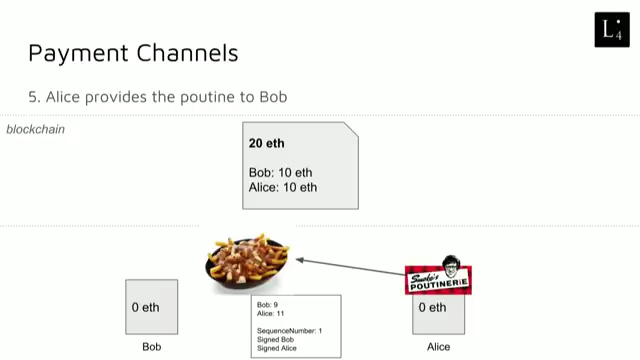 L4
Payment Channels
5. Alice provides the poutine to Bob
blockchain
20 eth
Bob: 10 eth
Alice: 10 eth
Smoke's
POUTINERIE
0 eth
Bob: 9
Alice: 11
SequenceNumber: 1
Signed Bob
Signed Alice
0 eth
Bob
Alice